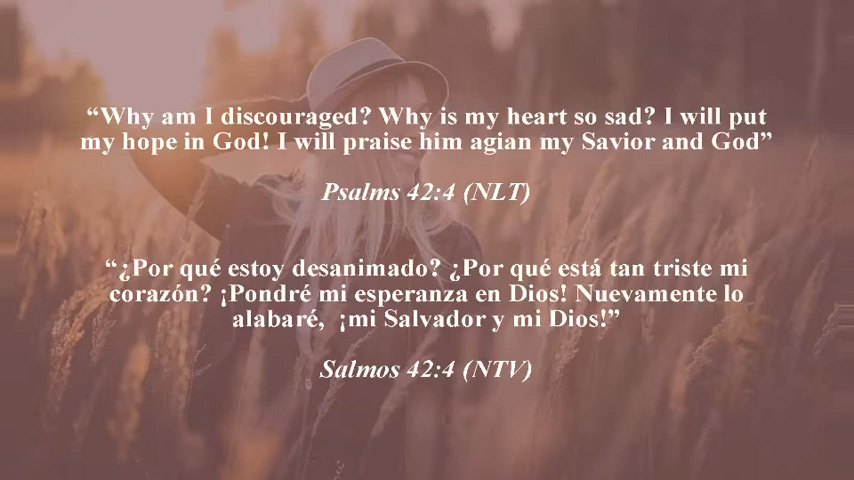 “Why am I discouraged? Why is my heart so sad? I will put
my hope in God! I will praise him agian my Savior and God”
Psalms 42:4 (NLT)
“¿Por qué estoy desanimado? ¿Por qué está tan triste mi
corazón? ¡Pondré mi esperanza en Dios! Nuevamente lo
alabaré, ¡mi Salvador y mi Dios!”
Salmos 42:4 (NTV)